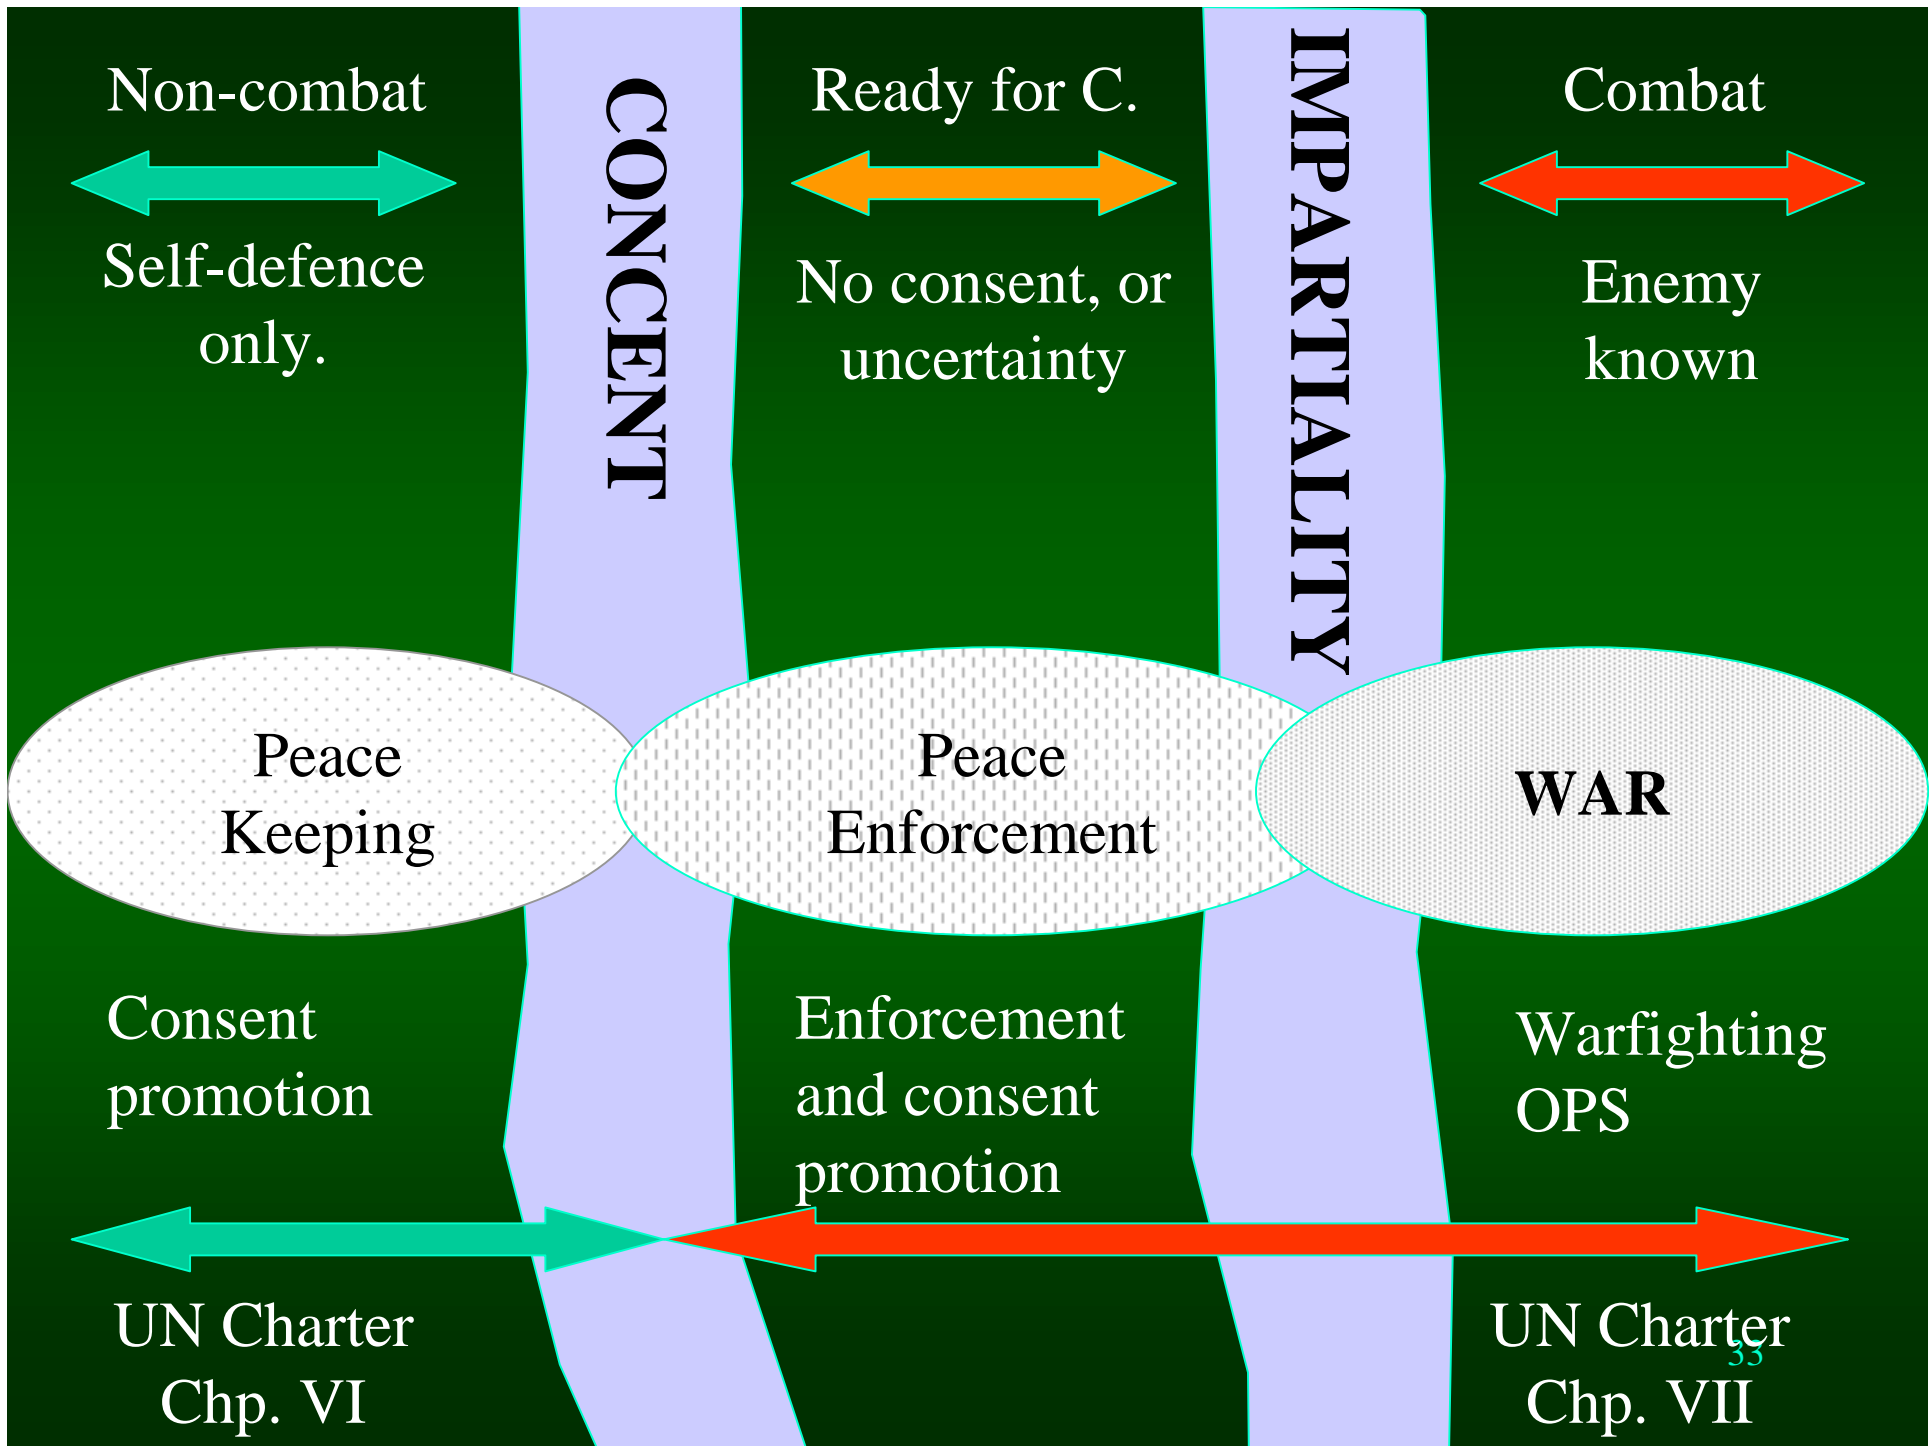 Non-combat
Self-defence
only.
CONCENT
Ready for C.
No consent, or
uncertainty
IMPARTIALITY
Combat
Enemy
known
Peace
Keeping
Peace
Enforcement
WAR
Consent
promotion
Enforcement
and consent
promotion
Warfighting
OPS
UN Charter
Chp. VI
UN Charter
Chp. VII
33